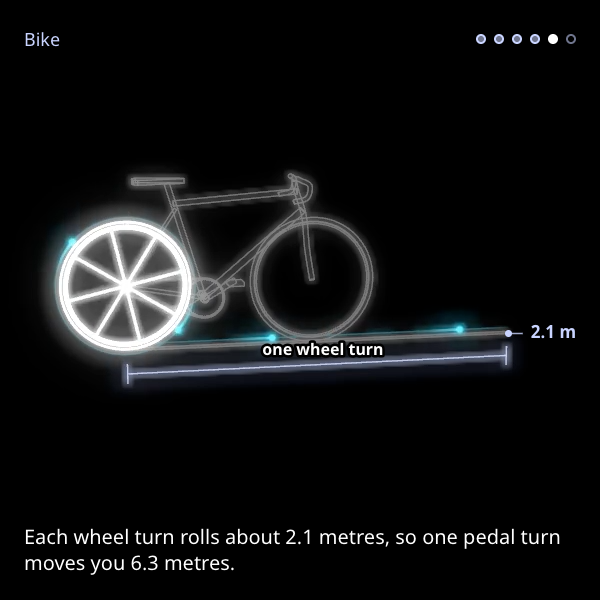 Bike
2.1 m
one wheel turn
Each wheel turn rolls about 2.1 metres, so one pedal turn
moves you 6.3 metres.